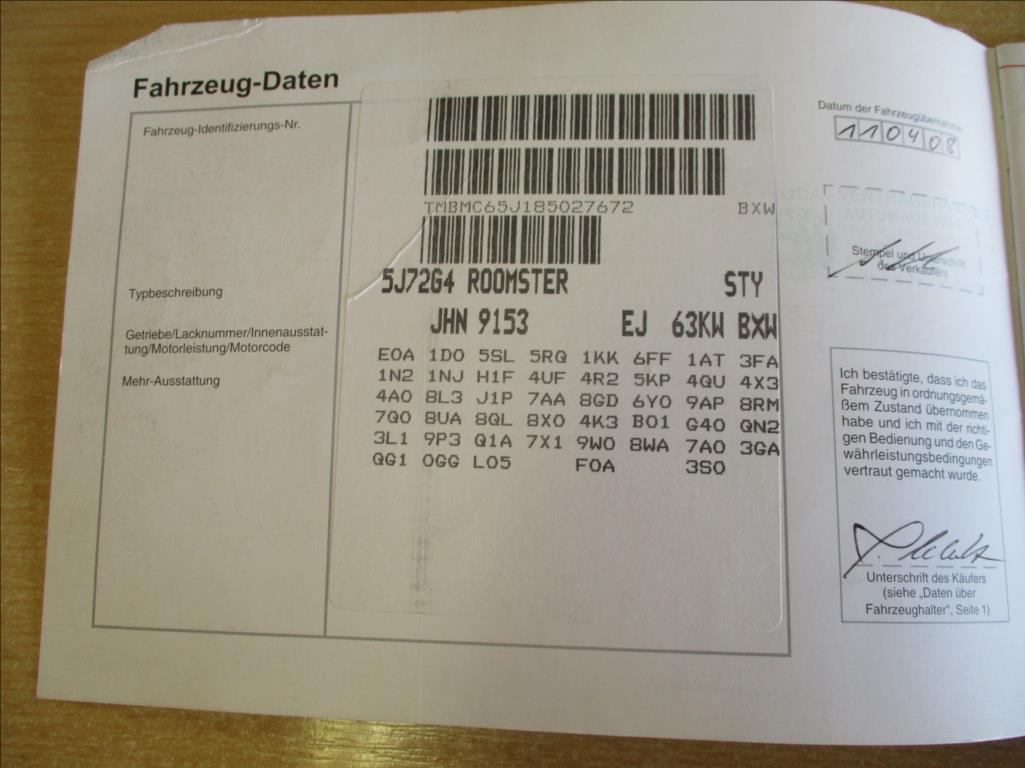 Fahrzeug-Daten
Fahrzeug-Identifizierungs-Nr.
TMBMC65J185027672 BXW
Typbeschreibung
5J72G4 ROOMSTER STY
Getriebe/Lacknummer/Innenausstat-
tung/Motorleistung/Motorcode
JHN 9153 EJ 63KW BXW
Mehr-Ausstattung
E0A 1D0 5SL 5RQ 1KK 6FF 1AT 3FA
1N2 1NJ H1F 4UF 4R2 5KP 4QU 4X3
4A0 8L3 J1P 7AA 8GD 6Y0 9AP 8RM
7Q0 8UA 8QL 8X0 4K3 B01 G40 QN2
3L1 9P3 Q1A 7X1 9W0 8WA 7A0 3GA
QG1 0GG L05 F0A 3S0
Datum der Fahrzeugübernahme
110408
Stempel und Unterschrift
des Verkäufers
Ich bestätigte, dass ich das
Fahrzeug in ordnungsgemä-
ßem Zustand übernommen
habe und ich mit der richti-
gen Bedienung und den Ge-
währleistungsbedingungen
vertraut gemacht wurde.
Unterschrift des Käufers
(siehe „Daten über
Fahrzeughalter", Seite 1)